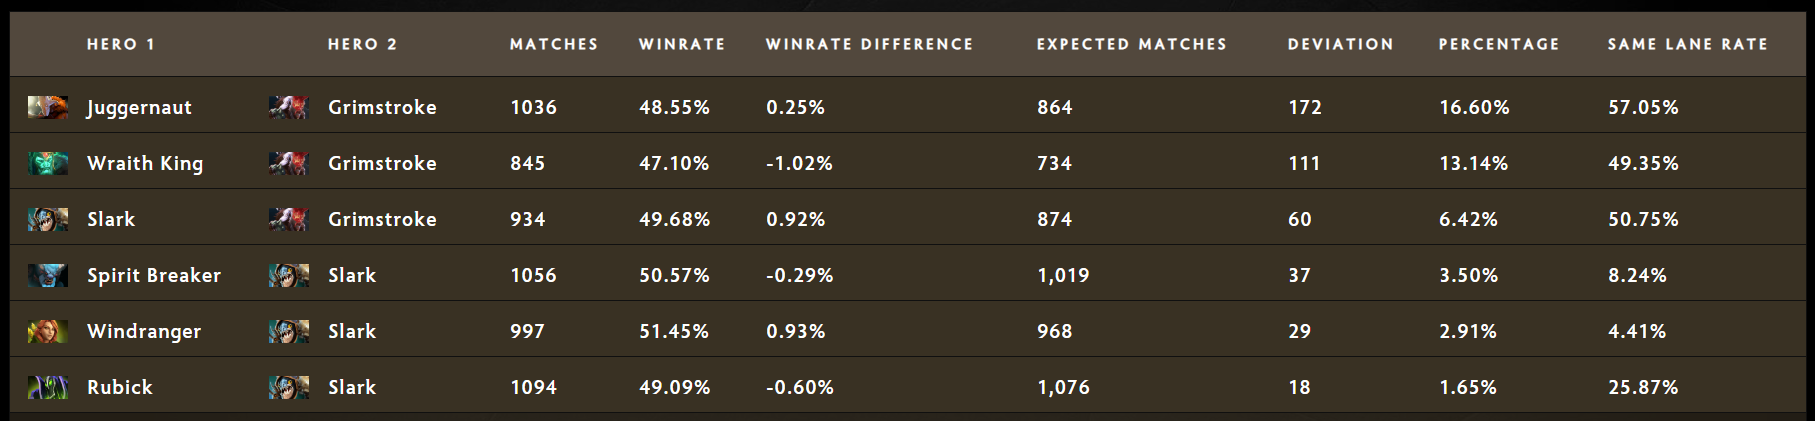 HERO 1 HERO 2 MATCHES WINRATE WINRATE DIFFERENCE EXPECTED MATCHES DEVIATION PERCENTAGE SAME LANE RATE
Juggernaut Grimstroke 1036 48.55% 0.25% 864 172 16.60% 57.05%
Wraith King Grimstroke 845 47.10% -1.02% 734 111 13.14% 49.35%
Slark Grimstroke 934 49.68% 0.92% 874 60 6.42% 50.75%
Spirit Breaker Slark 1056 50.57% -0.29% 1,019 37 3.50% 8.24%
Windranger Slark 997 51.45% 0.93% 968 29 2.91% 4.41%
Rubick Slark 1094 49.09% -0.60% 1,076 18 1.65% 25.87%